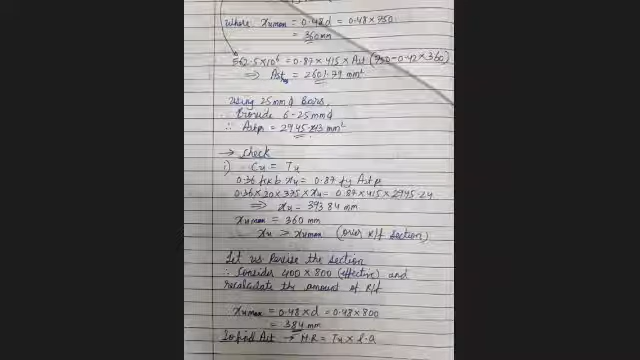 where xumax = 0.48d = 0.48 × 750
= 360mm
562.5×10⁶ = 0.87 × 415 × Ast (750-0.42×360)
⇒ Ast = 2601.79 mm²
Using 25mm ϕ Bars,
Provide 6-25mm ϕ
∴ Astp = 2945.243 mm²
→ check
i) Cu = Tu
0.36 fck b xu = 0.87 fy Astp
0.36 × 20 × 375 × xu = 0.87 × 415 × 2945.24
⇒ xu = 393.84 mm
xumax = 360 mm
xu > xumax (over R/f section)
Let us Revise the section
∴ Consider 400 × 800 (effective) and
recalculate the amount of R/f
xumax = 0.48 × d = 0.48 × 800
= 384 mm
To find Ast → M.R = Tu × l.a